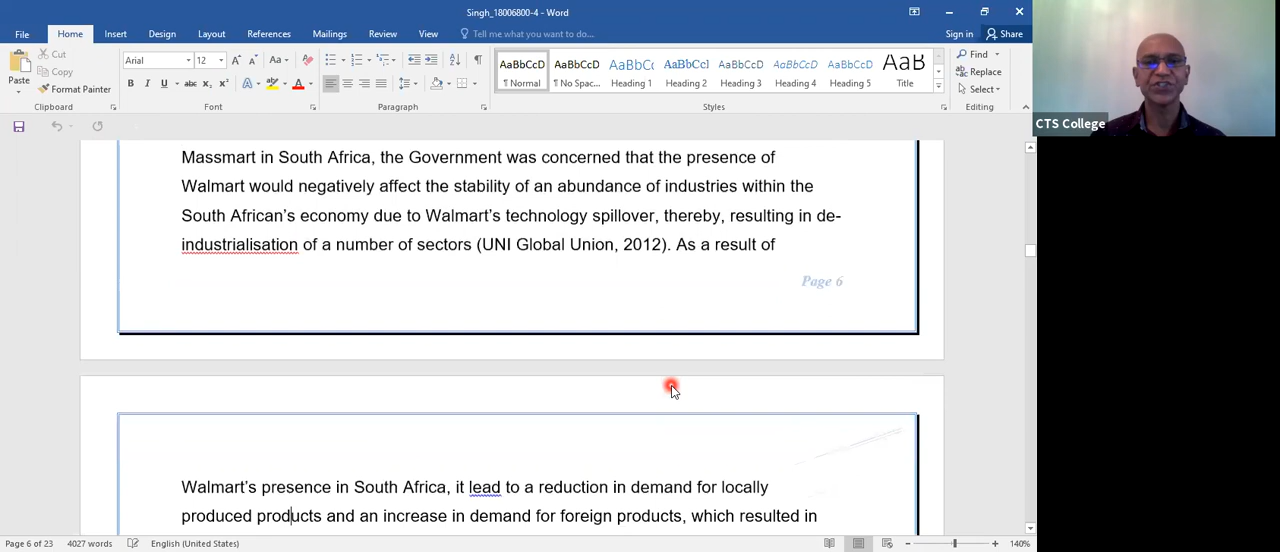 Singh_18006800-4 - Word
File Home Insert Design Layout References Mailings Review View Tell me what you want to do... Sign in Share
Paste Cut Copy Format Painter
Arial 12
AaBbCcD AaBbCcD AaBbCc AaBbCcI AaBbCcD AaBbCcD AaBbCcD AaB
¶ Normal ¶ No Spac... Heading 1 Heading 2 Heading 3 Heading 4 Heading 5 Title
Find
Replace
Select
Clipboard Font Paragraph Styles Editing
CTS College
Massmart in South Africa, the Government was concerned that the presence of
Walmart would negatively affect the stability of an abundance of industries within the
South African's economy due to Walmart's technology spillover, thereby, resulting in de-
industrialisation of a number of sectors (UNI Global Union, 2012). As a result of
Page 6
Walmart's presence in South Africa, it lead to a reduction in demand for locally
produced products and an increase in demand for foreign products, which resulted in
Page 6 of 23 4027 words English (United States) 140%